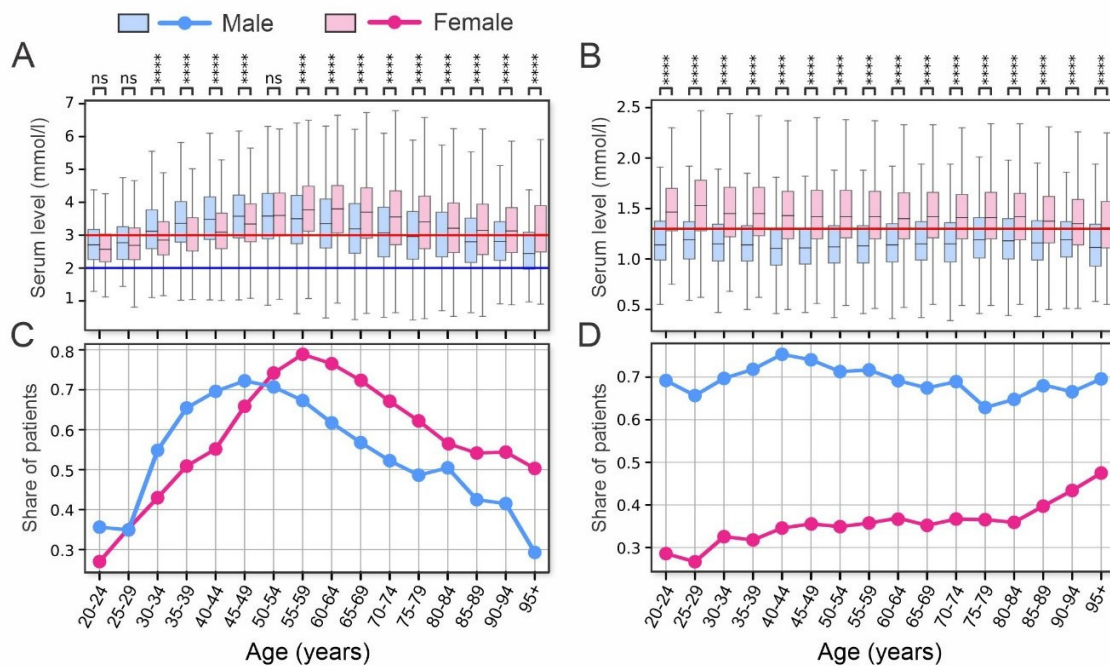 Male Female
A
ns ns **** **** **** **** ns **** **** **** **** **** **** **** **** ****
Serum level (mmol/l)
7
6
5
4
3
2
1
B
**** **** **** **** **** **** **** **** **** **** **** **** **** **** **** ****
Serum level (mmol/l)
2.5
2.0
1.5
1.0
0.5
C
Share of patients
0.8
0.7
0.6
0.5
0.4
0.3
20-24 25-29 30-34 35-39 40-44 45-49 50-54 55-59 60-64 65-69 70-74 75-79 80-84 85-89 90-94 95+
Age (years)
D
Share of patients
0.7
0.6
0.5
0.4
0.3
20-24 25-29 30-34 35-39 40-44 45-49 50-54 55-59 60-64 65-69 70-74 75-79 80-84 85-89 90-94 95+
Age (years)